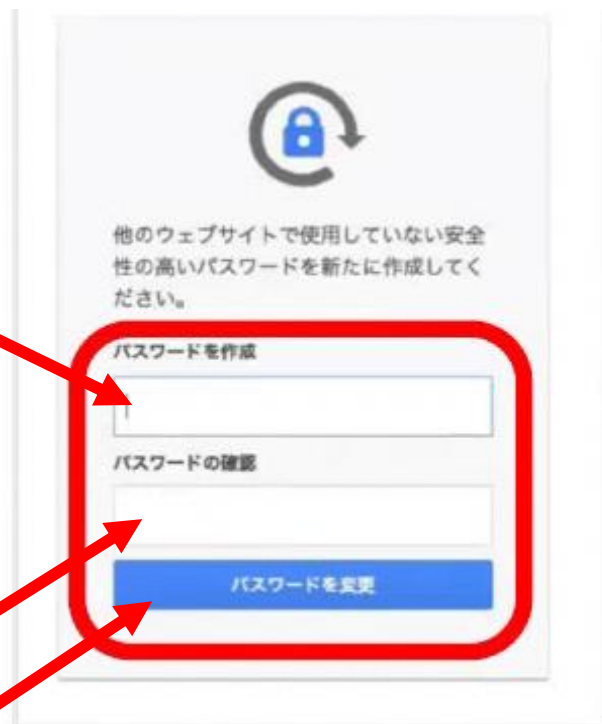 他のウェブサイトで使用していない安全
性の高いパスワードを新たに作成してく
ださい。
パスワードを作成
パスワードの確認
パスワードを変更